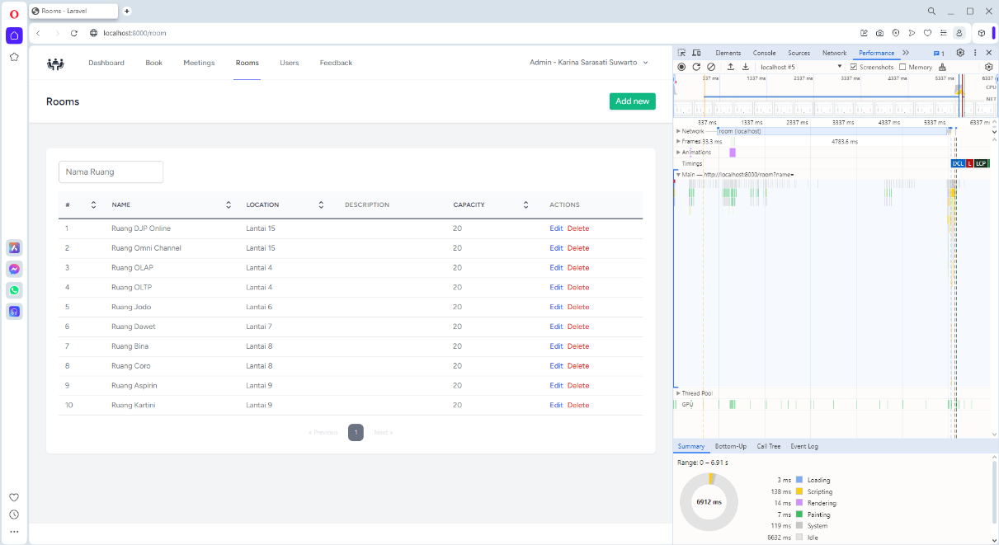 Rooms - Laravel
localhost:8000/room
Dashboard Book Meetings Rooms Users Feedback Admin - Karina Sarasati Suwarto
Rooms
Add new
Nama Ruang
# NAME LOCATION DESCRIPTION CAPACITY ACTIONS
1 Ruang DJP Online Lantai 15 20 Edit Delete
2 Ruang Omni Channel Lantai 15 20 Edit Delete
3 Ruang OLAP Lantai 4 20 Edit Delete
4 Ruang OLTP Lantai 4 20 Edit Delete
5 Ruang Jodo Lantai 6 20 Edit Delete
6 Ruang Dawet Lantai 7 20 Edit Delete
7 Ruang Bina Lantai 8 20 Edit Delete
8 Ruang Coro Lantai 8 20 Edit Delete
9 Ruang Aspirin Lantai 9 20 Edit Delete
10 Ruang Kartini Lantai 9 20 Edit Delete
« Previous 1 Next »
Elements Console Sources Network Performance 1
localhost #5 Screenshots Memory
337 ms 1337 ms 2337 ms 3337 ms 4337 ms 5337 ms 6337
CPU
NET
337 ms 1337 ms 2337 ms 3337 ms 4337 ms 5337 ms 6337 ms
Network room (localhost)
Frames 33.3 ms 4783.6 ms
Animations
Timings DCL L LCP
Main — http://localhost:8000/room?name=
Thread Pool
GPU
Summary Bottom-Up Call Tree Event Log
Range: 0 – 6.91 s
6912 ms
3 ms Loading
138 ms Scripting
14 ms Rendering
7 ms Painting
119 ms System
6632 ms Idle